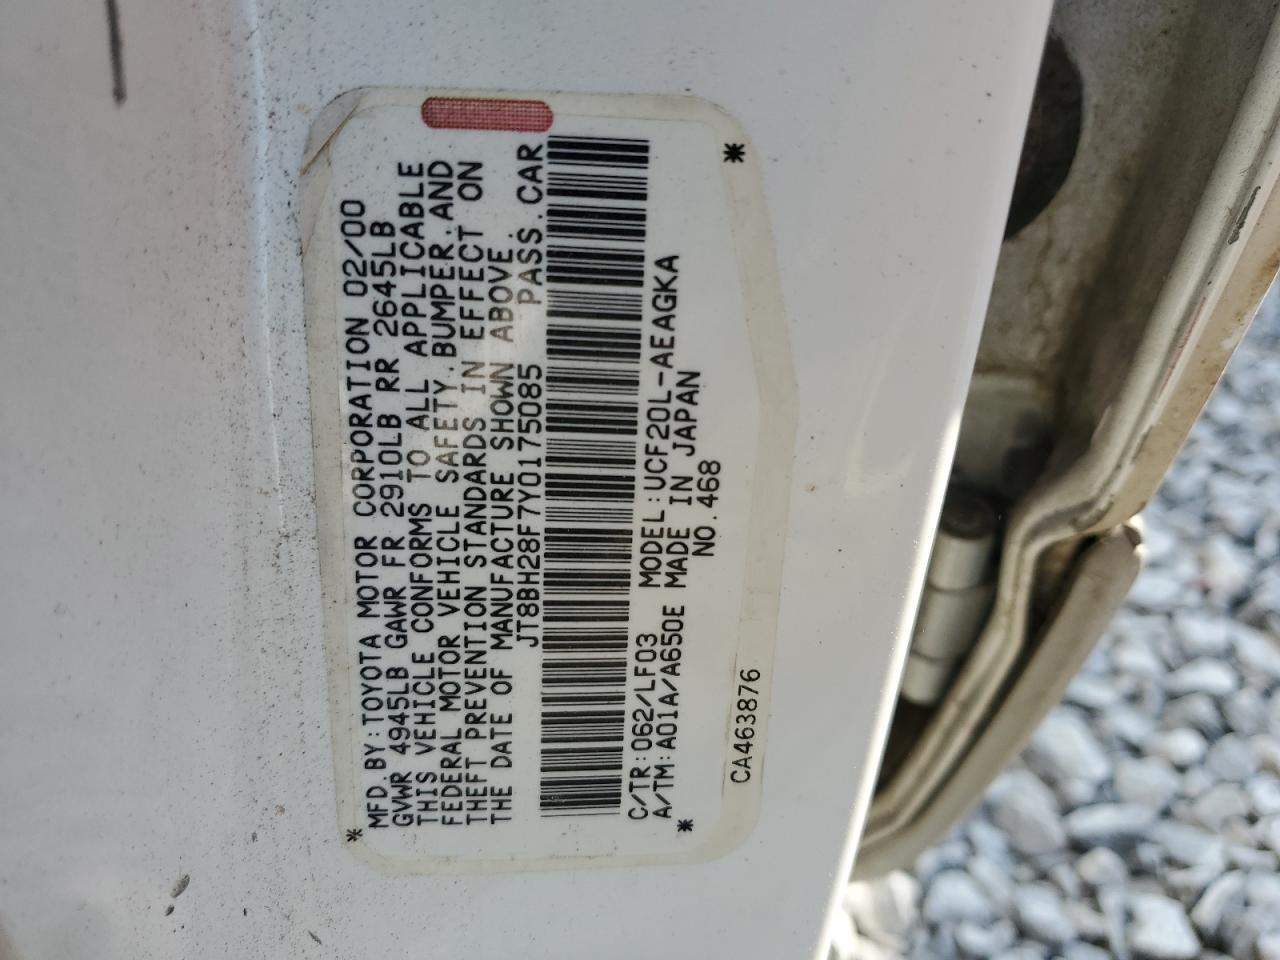 MFD.BY:TOYOTA MOTOR CORPORATION 02/00
GVWR 4945LB GAWR FR 2910LB RR 2645LB
THIS VEHICLE CONFORMS TO ALL APPLICABLE
FEDERAL MOTOR VEHICLE SAFETY,BUMPER,AND
THEFT PREVENTION STANDARDS IN EFFECT ON
THE DATE OF MANUFACTURE SHOWN ABOVE.
JT8BH28F7Y0175085 PASS.CAR
C/TR:062/LF03 MODEL:UCF20L-AEAGKA
A/TM:A01A/A650E MADE IN JAPAN
NO.468
CA463876